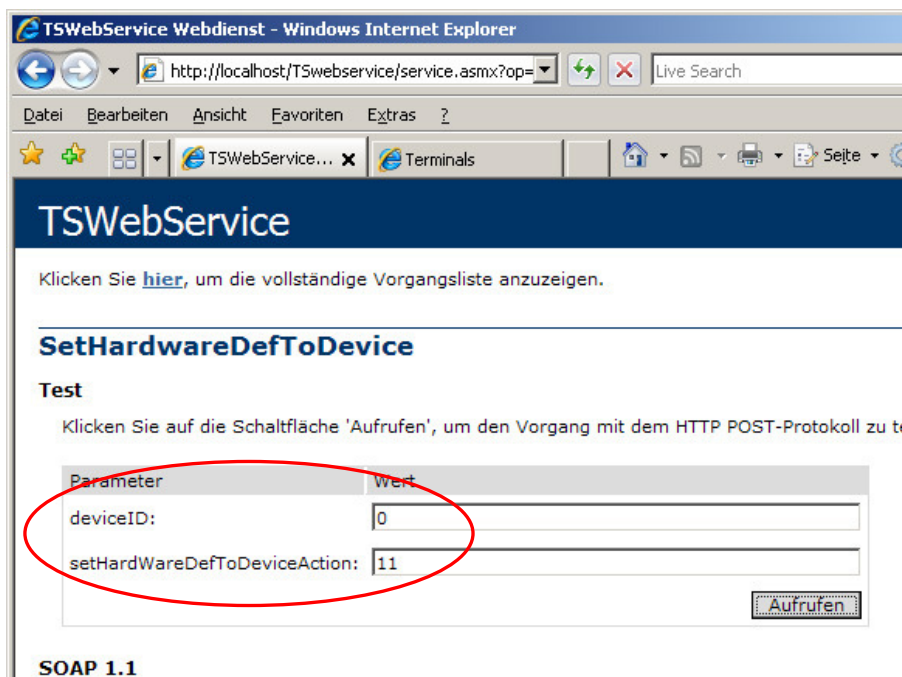 TSWebService Webdienst - Windows Internet Explorer
http://localhost/TSwebservice/service.asmx?op=
Live Search
Datei Bearbeiten Ansicht Favoriten Extras ?
TSWebService... Terminals Seite
TSWebService
Klicken Sie hier, um die vollständige Vorgangsliste anzuzeigen.
SetHardwareDefToDevice
Test
Klicken Sie auf die Schaltfläche 'Aufrufen', um den Vorgang mit dem HTTP POST-Protokoll zu
Parameter Wert
deviceID: 0
setHardWareDefToDeviceAction: 11
Aufrufen
SOAP 1.1